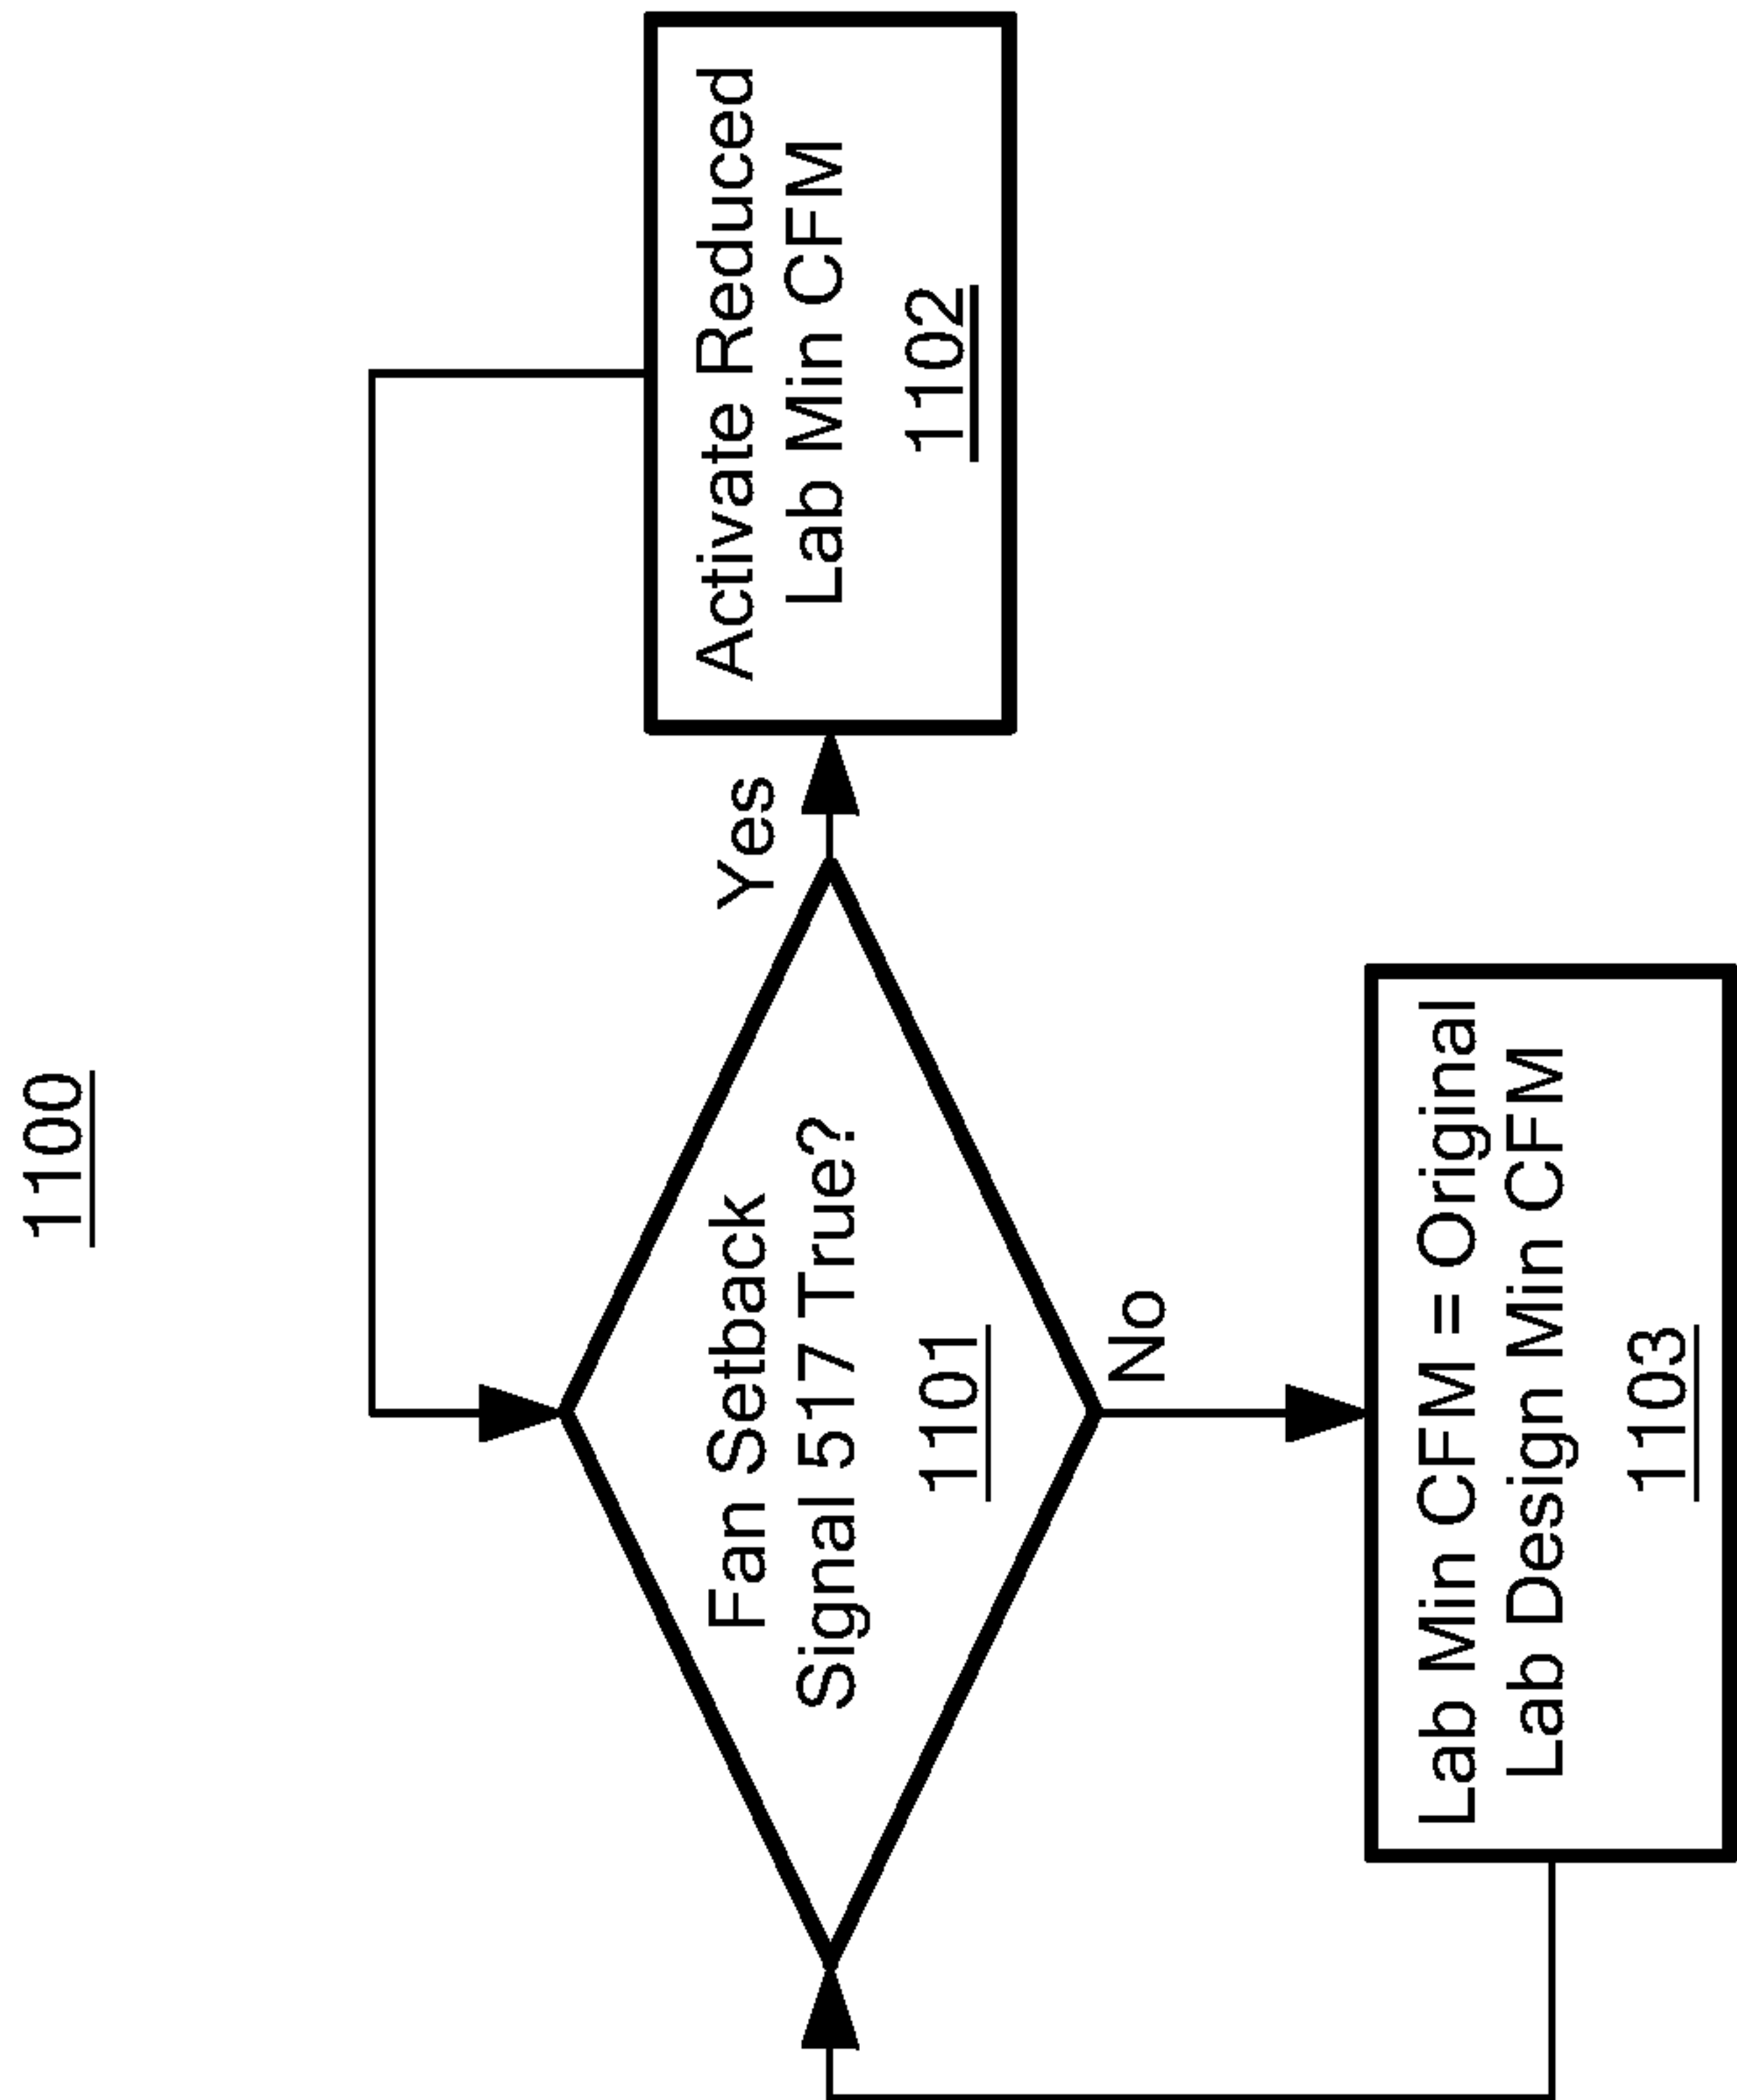 1100
Fan Setback
Signal 517 True?
1101
Yes
Activate Reduced
Lab Min CFM
1102
No
Lab Min CFM = Original
Lab Design Min CFM
1103